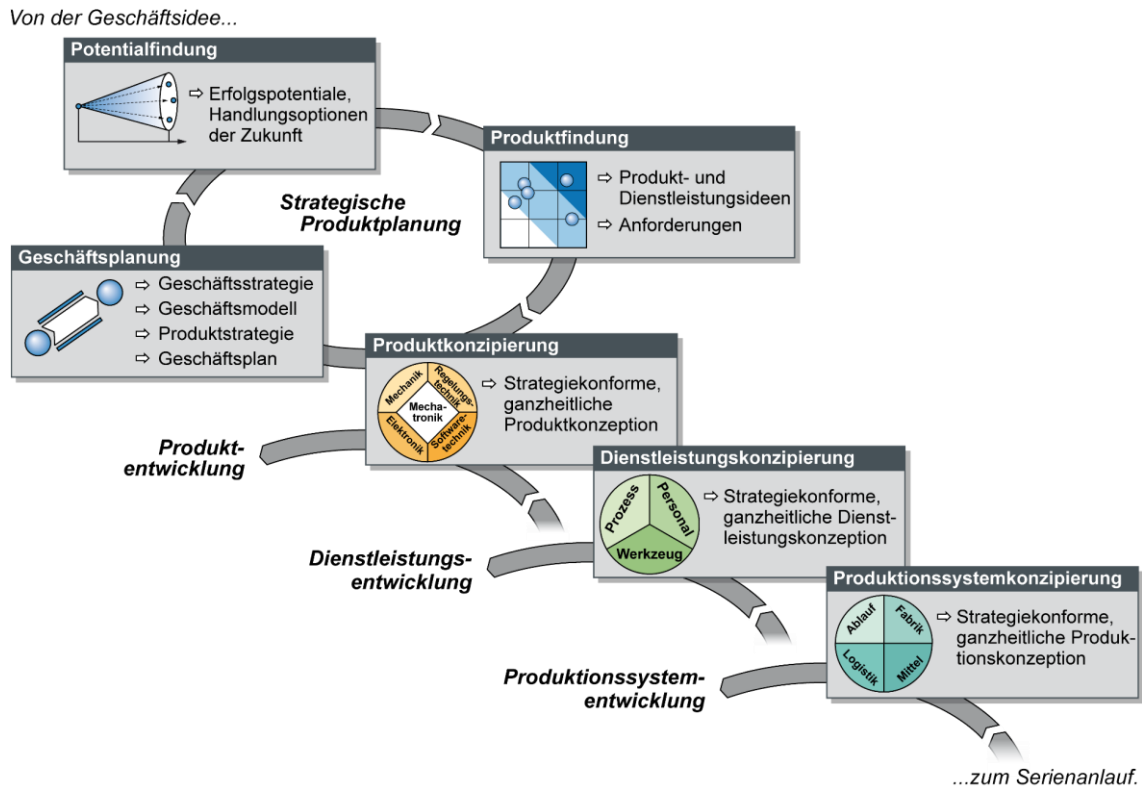 Von der Geschäftsidee...
Potentialfindung
⇨ Erfolgspotentiale,
Handlungsoptionen
der Zukunft
Produktfindung
⇨ Produkt- und
Dienstleistungsideen
⇨ Anforderungen
Strategische
Produktplanung
Geschäftsplanung
⇨ Geschäftsstrategie
⇨ Geschäftsmodell
⇨ Produktstrategie
⇨ Geschäftsplan
Produktkonzipierung
Mechanik
Regelungs-
technik
Mecha-
tronik
Elektronik
Software-
technik
⇨ Strategiekonforme,
ganzheitliche
Produktkonzeption
Produkt-
entwicklung
Dienstleistungskonzipierung
Prozess
Personal
Werkzeug
⇨ Strategiekonforme,
ganzheitliche Dienst-
leistungskonzeption
Dienstleistungs-
entwicklung
Produktionssystemkonzipierung
Ablauf
Fabrik
Logistik
Mittel
⇨ Strategiekonforme,
ganzheitliche Produk-
tionskonzeption
Produktionssystem-
entwicklung
...zum Serienanlauf.